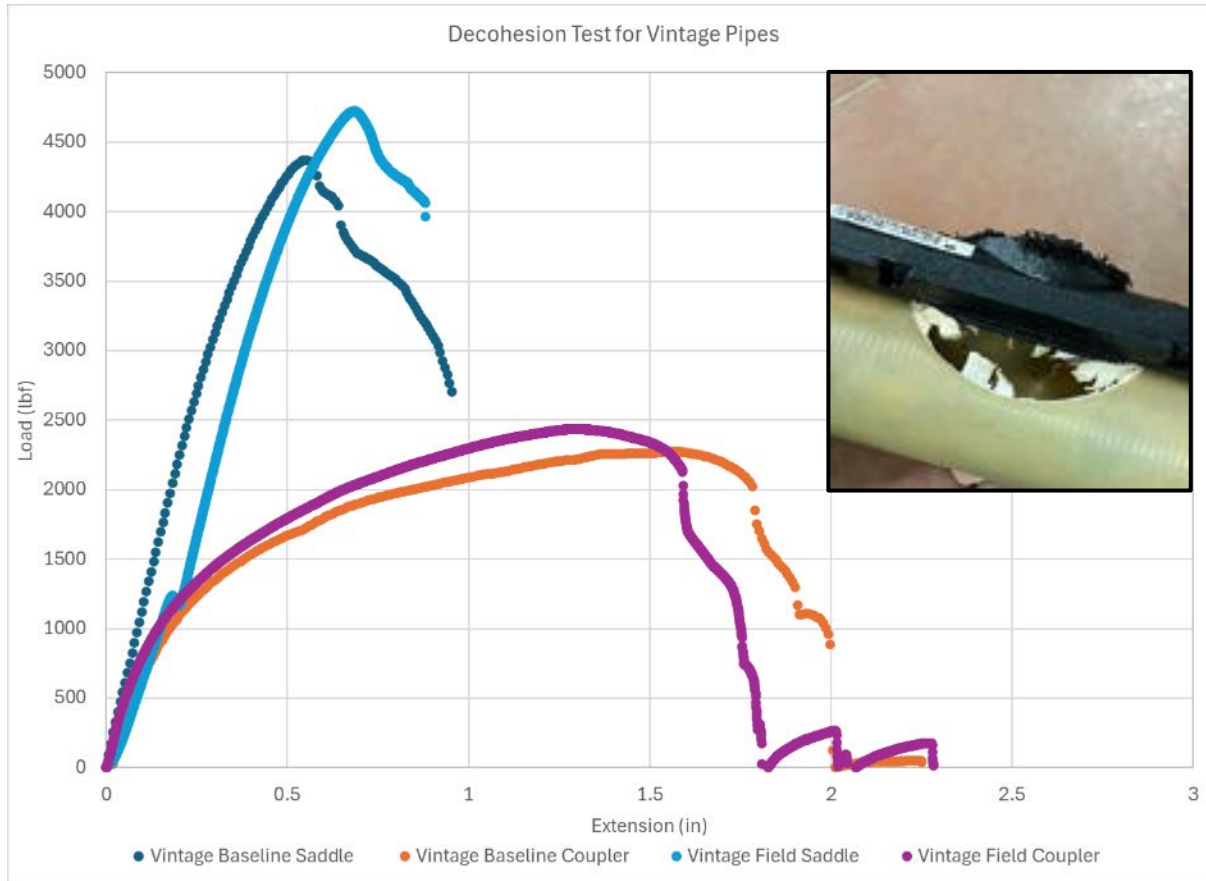 Decohesion Test for Vintage Pipes
5000
4500
4000
3500
3000
2500
2000
1500
1000
500
0
Load (lbf)
0 0.5 1 1.5 2 2.5 3
Extension (in)
Vintage Baseline Saddle Vintage Baseline Coupler Vintage Field Saddle Vintage Field Coupler